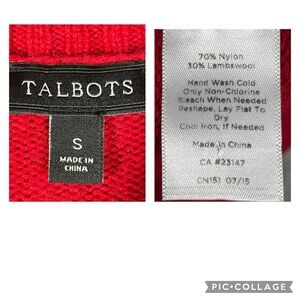 TALBOTS
S
MADE IN
CHINA
70% Nylon
30% Lambswool
Hand Wash Cold
Only Non-Chlorine
Bleach When Needed
Reshape, Lay Flat To
Dry
Cool Iron, If Needed
Made In China
CA #23147
CN151 07/15
PIC•COLLAGE